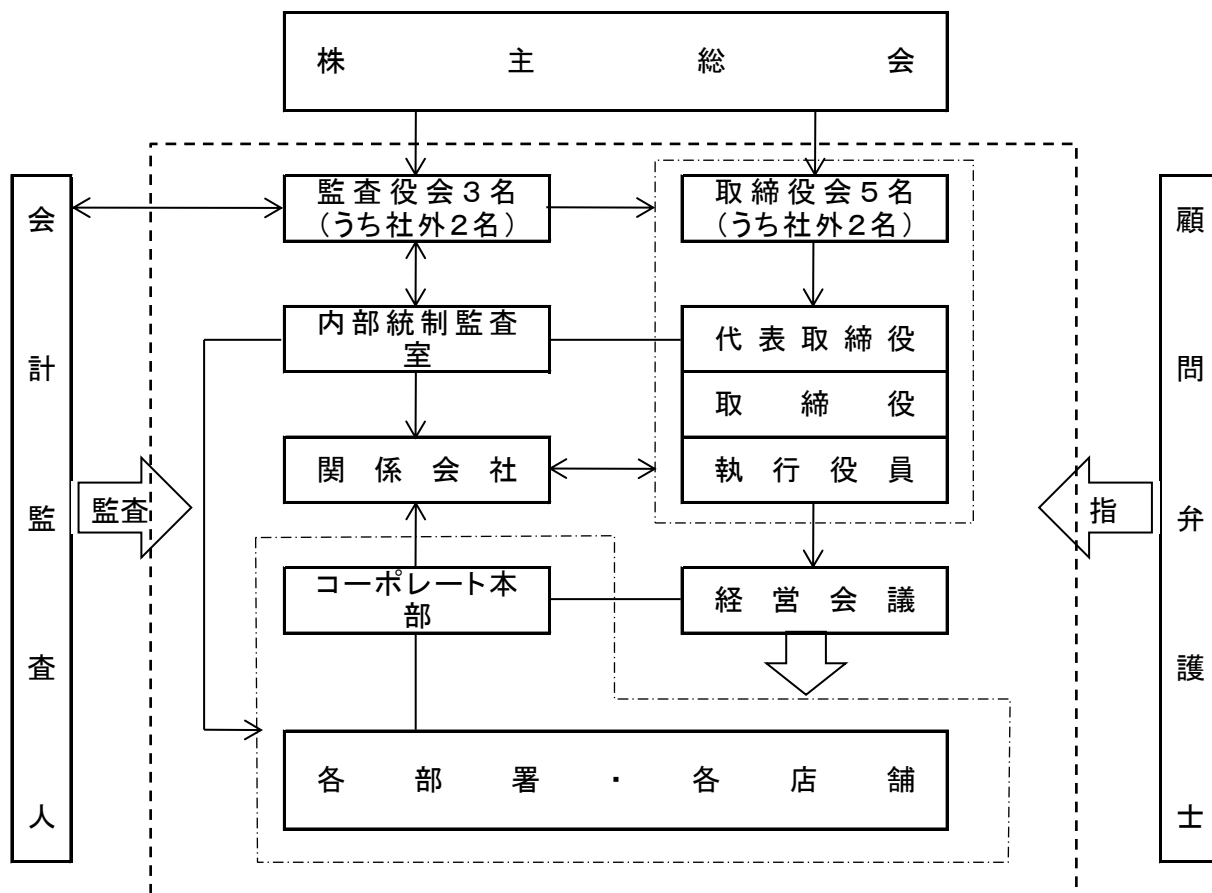 株主総会
監査役会3名
(うち社外2名)
取締役会5名
(うち社外2名)
会計監査人
顧問弁護士
内部統制監査
室
代表取締役
取締役
執行役員
関係会社
監査
指
コーポレート本
部
経営会議
各部署・各店舗